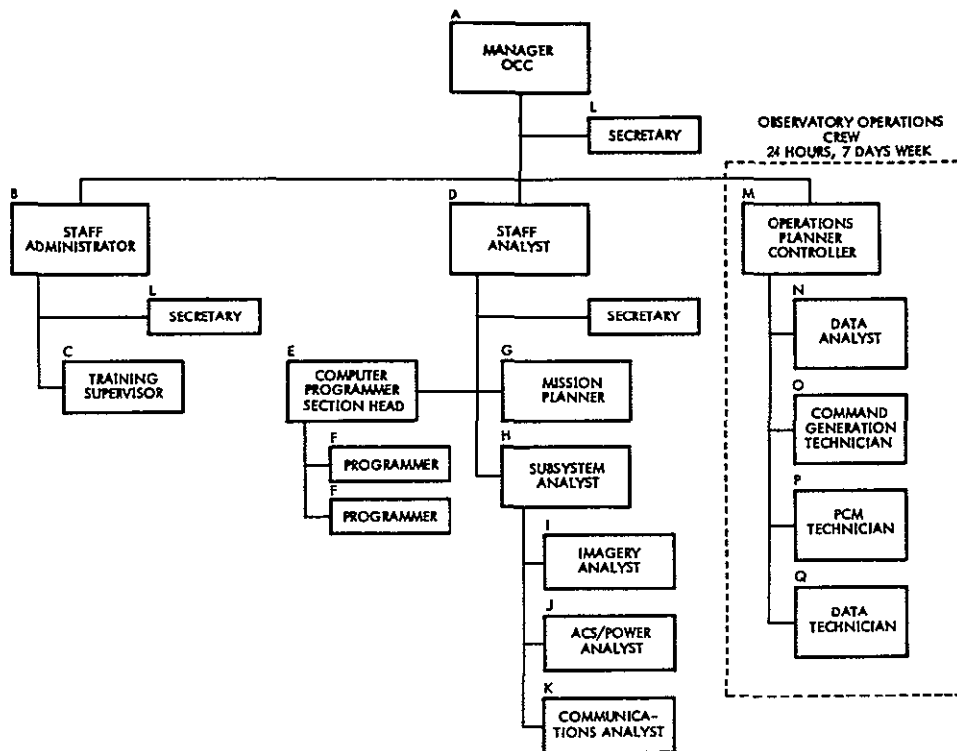 A
MANAGER
OCC
L
SECRETARY
OBSERVATORY OPERATIONS
CREW
24 HOURS, 7 DAYS WEEK
B
STAFF
ADMINISTRATOR
L
SECRETARY
C
TRAINING
SUPERVISOR
D
STAFF
ANALYST
SECRETARY
E
COMPUTER
PROGRAMMER
SECTION HEAD
F
PROGRAMMER
F
PROGRAMMER
G
MISSION
PLANNER
H
SUBSYSTEM
ANALYST
I
IMAGERY
ANALYST
J
ACS/POWER
ANALYST
K
COMMUNICA-
TIONS ANALYST
M
OPERATIONS
PLANNER
CONTROLLER
N
DATA
ANALYST
O
COMMAND
GENERATION
TECHNICIAN
P
PCM
TECHNICIAN
Q
DATA
TECHNICIAN